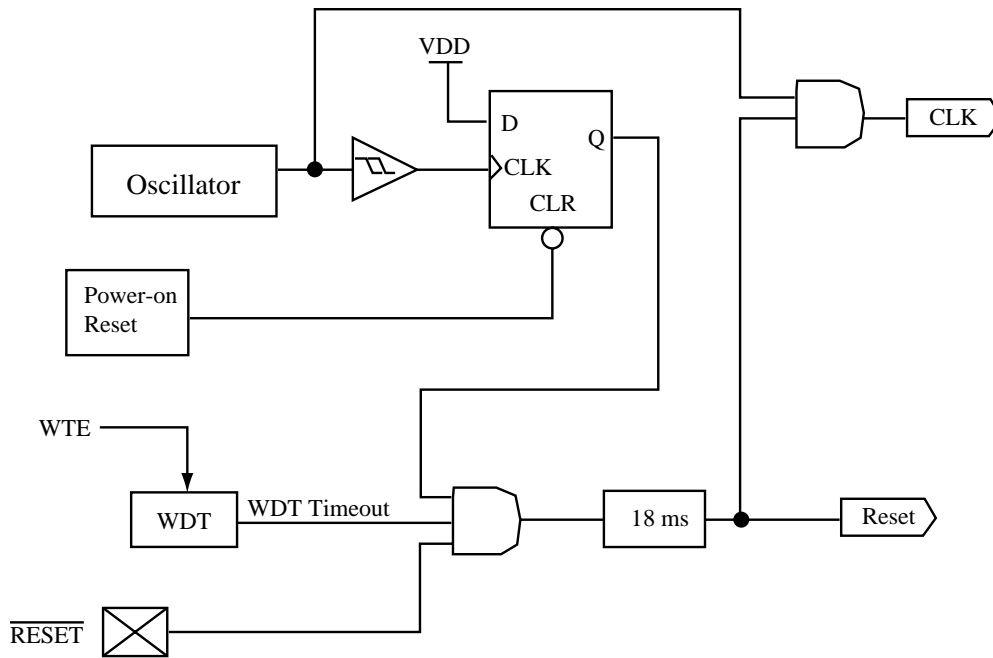 VDD
D
Q
CLK
CLK
Oscillator
CLR
Power-on
Reset
WTE
WDT
WDT Timeout
18 ms
Reset
RESET